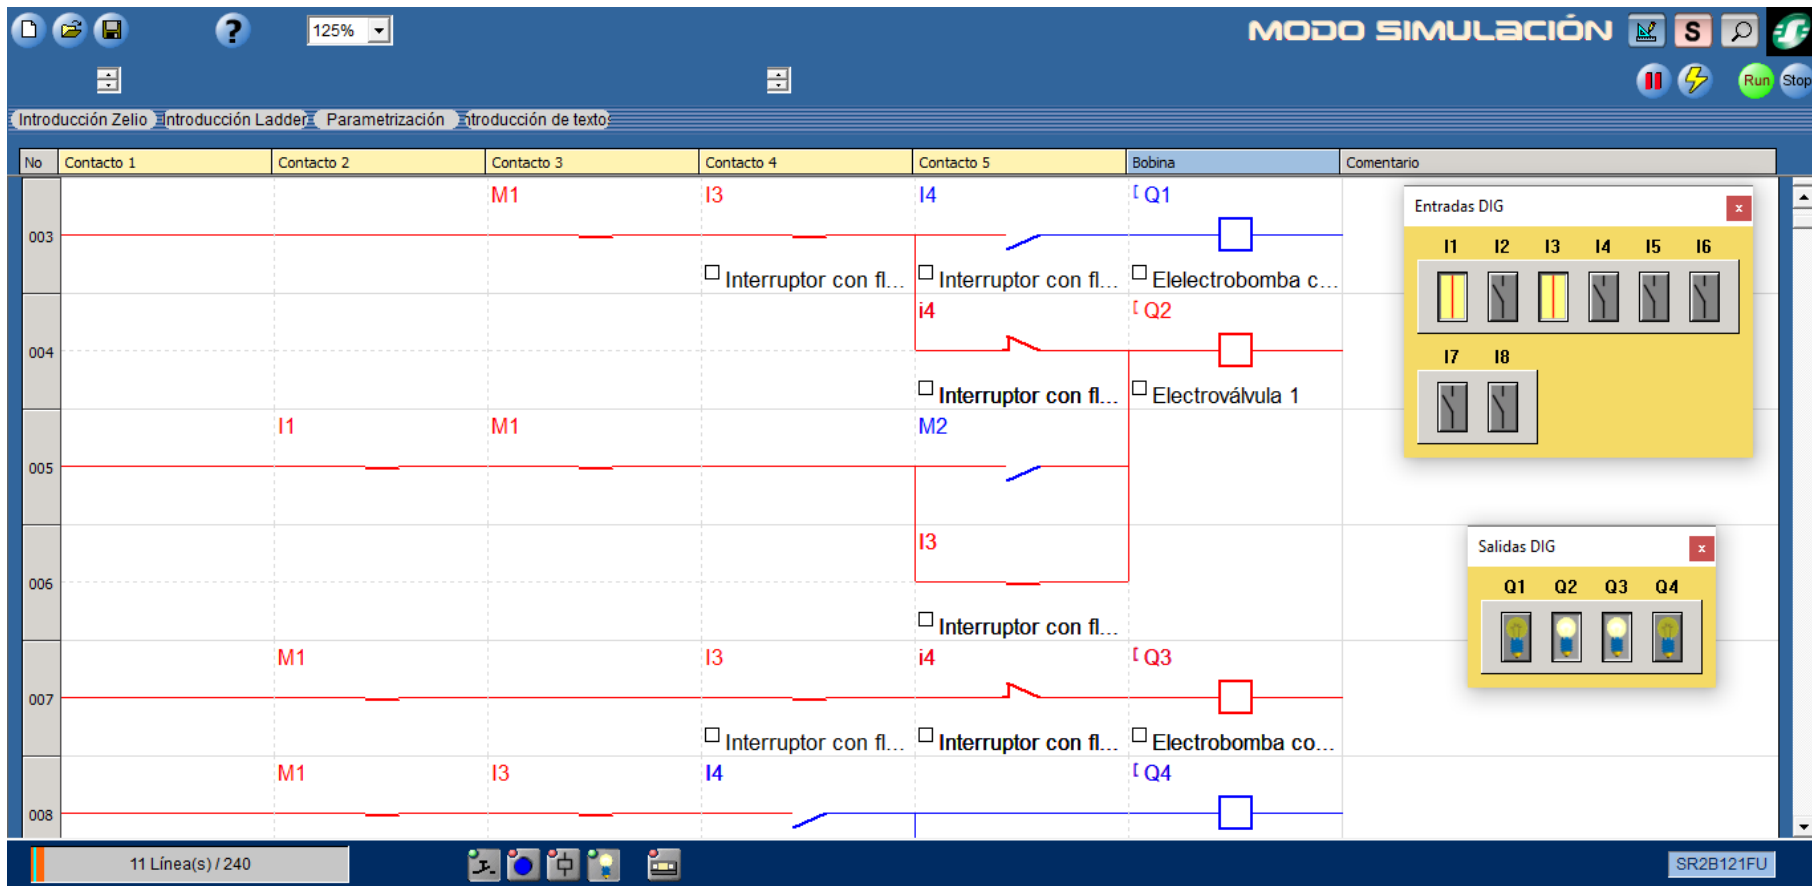 125%
MODO SIMULACIÓN
S
Run Stop
Introducción Zelio Introducción Ladder Parametrización ntroducción de textos
No Contacto 1 Contacto 2 Contacto 3 Contacto 4 Contacto 5 Bobina Comentario
M1 I3 I4 [ Q1
003
Interruptor con fl... Interruptor con fl... Elelectrobomba c...
i4 [ Q2
004
Interruptor con fl... Electroválvula 1
I1 M1 M2
005
I3
006
Interruptor con fl...
M1 I3 i4 [ Q3
007
Interruptor con fl... Interruptor con fl... Electrobomba co...
M1 I3 I4 [ Q4
008
Entradas DIG
I1 I2 I3 I4 I5 I6
I7 I8
Salidas DIG
Q1 Q2 Q3 Q4
11 Línea(s) / 240
SR2B121FU